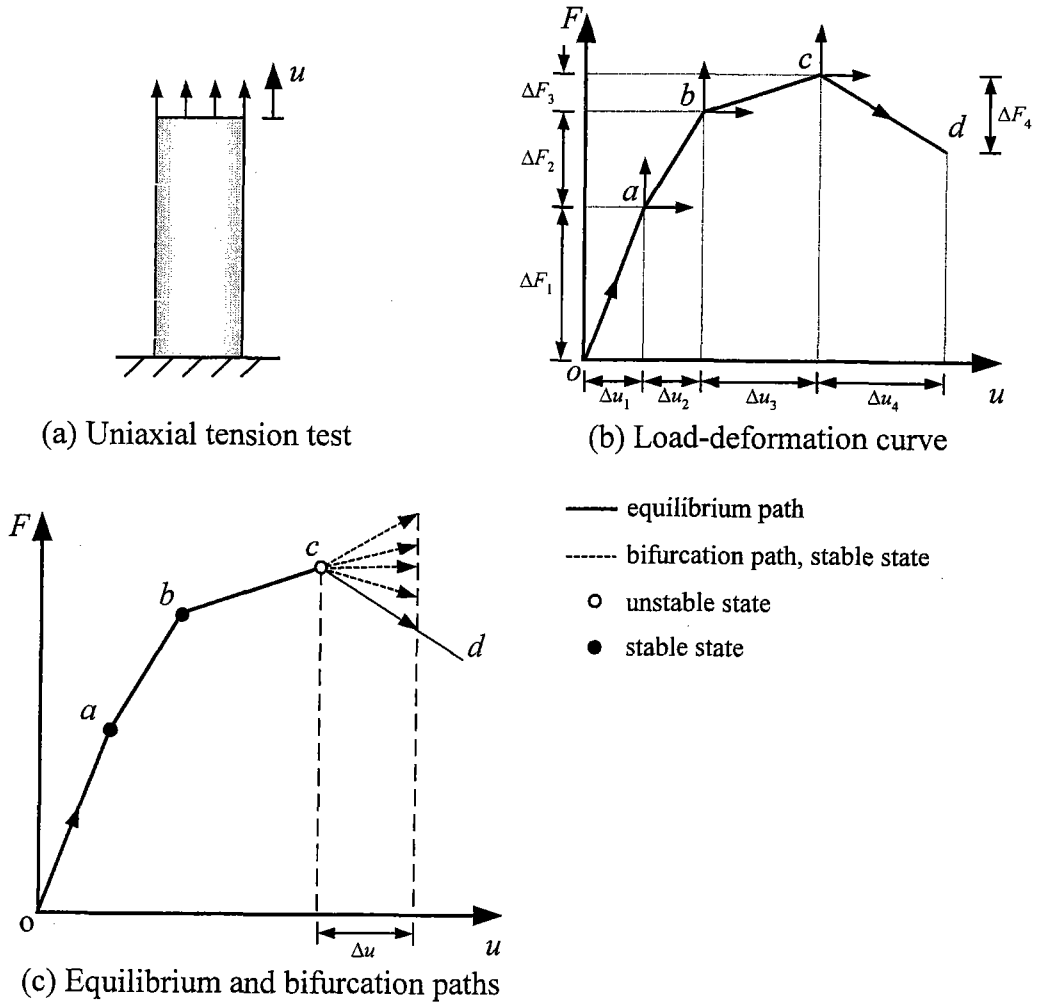 u
(a) Uniaxial tension test
F
c
ΔF₃
b
d
ΔF₄
ΔF₂
a
ΔF₁
o
Δu₁
Δu₂
Δu₃
Δu₄
u
(b) Load-deformation curve
F
c
b
d
a
o
Δu
u
(c) Equilibrium and bifurcation paths
equilibrium path
bifurcation path, stable state
unstable state
stable state